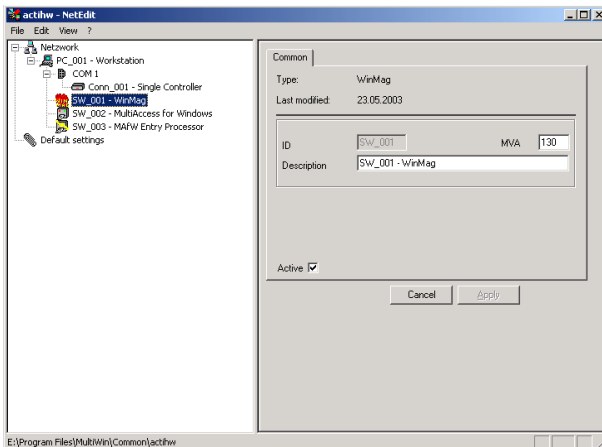 actihw - NetEdit
File Edit View ?
Netzwork
PC_001 - Workstation
COM 1
Conn_001 - Single Controller
SW_001 - WinMag
SW_002 - MultiAccess for Windows
SW_003 - MAfW Entry Processor
Default settings
Common
Type: WinMag
Last modified: 23.05.2003
ID SW_001 MVA 130
Description SW_001 - WinMag
Active
Cancel Apply
E:\Program Files\MultiWin\Common\actihw